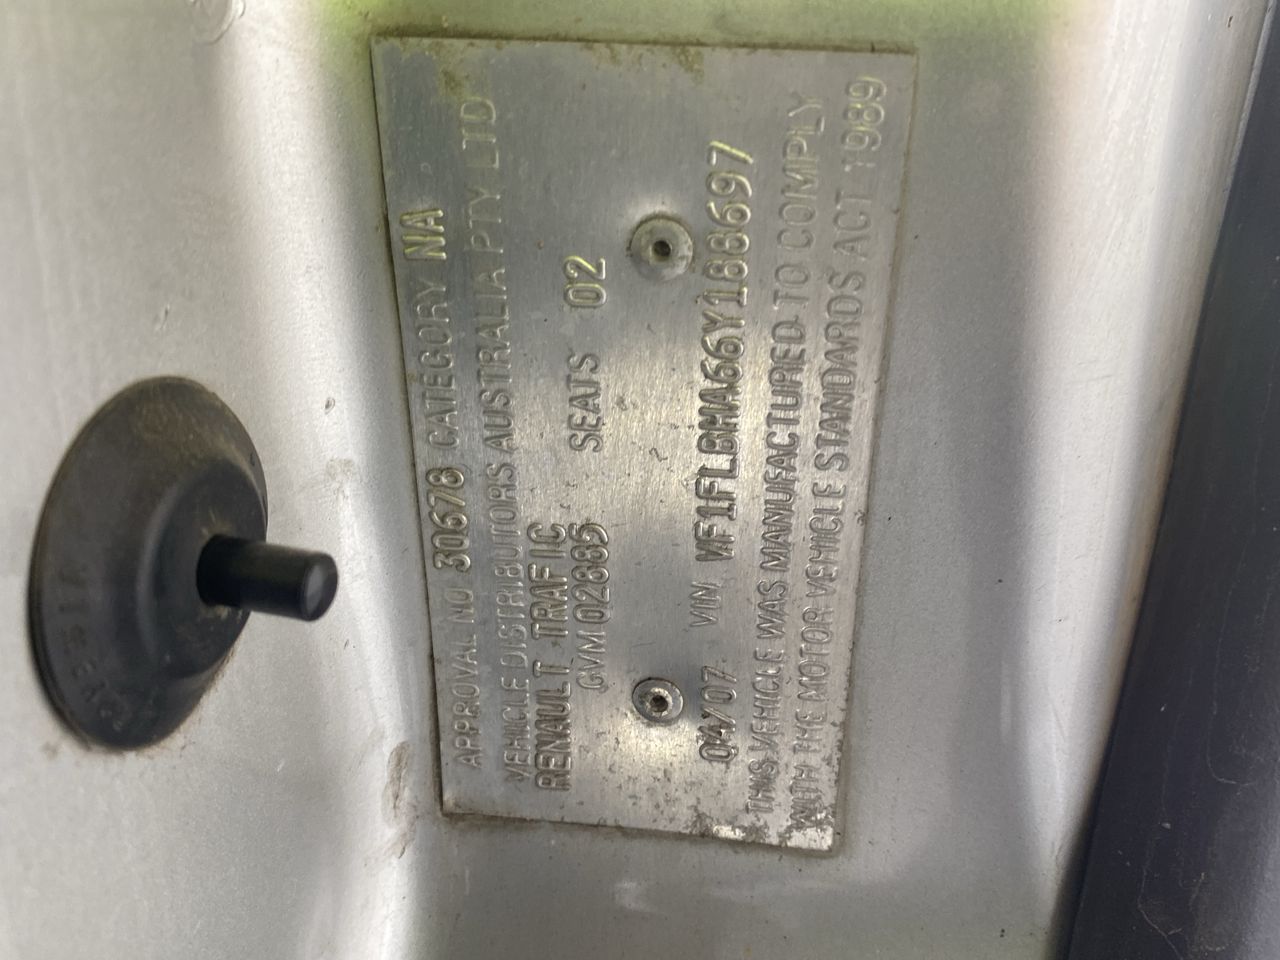 APPROVAL NO 30678 CATEGORY NA
VEHICLE DISTRIBUTORS AUSTRALIA PTY LTD
RENAULT TRAFIC
GVM 02885 SEATS 02
04/07 VIN VF1FLBHA66Y188697
THIS VEHICLE WAS MANUFACTURED TO COMPLY
WITH THE MOTOR VEHICLE STANDARDS ACT 1989